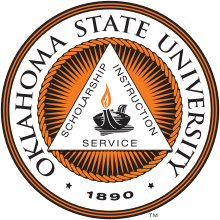 OKLAHOMA STATE UNIVERSITY
SCHOLARSHIP
INSTRUCTION
SERVICE
1890
TM